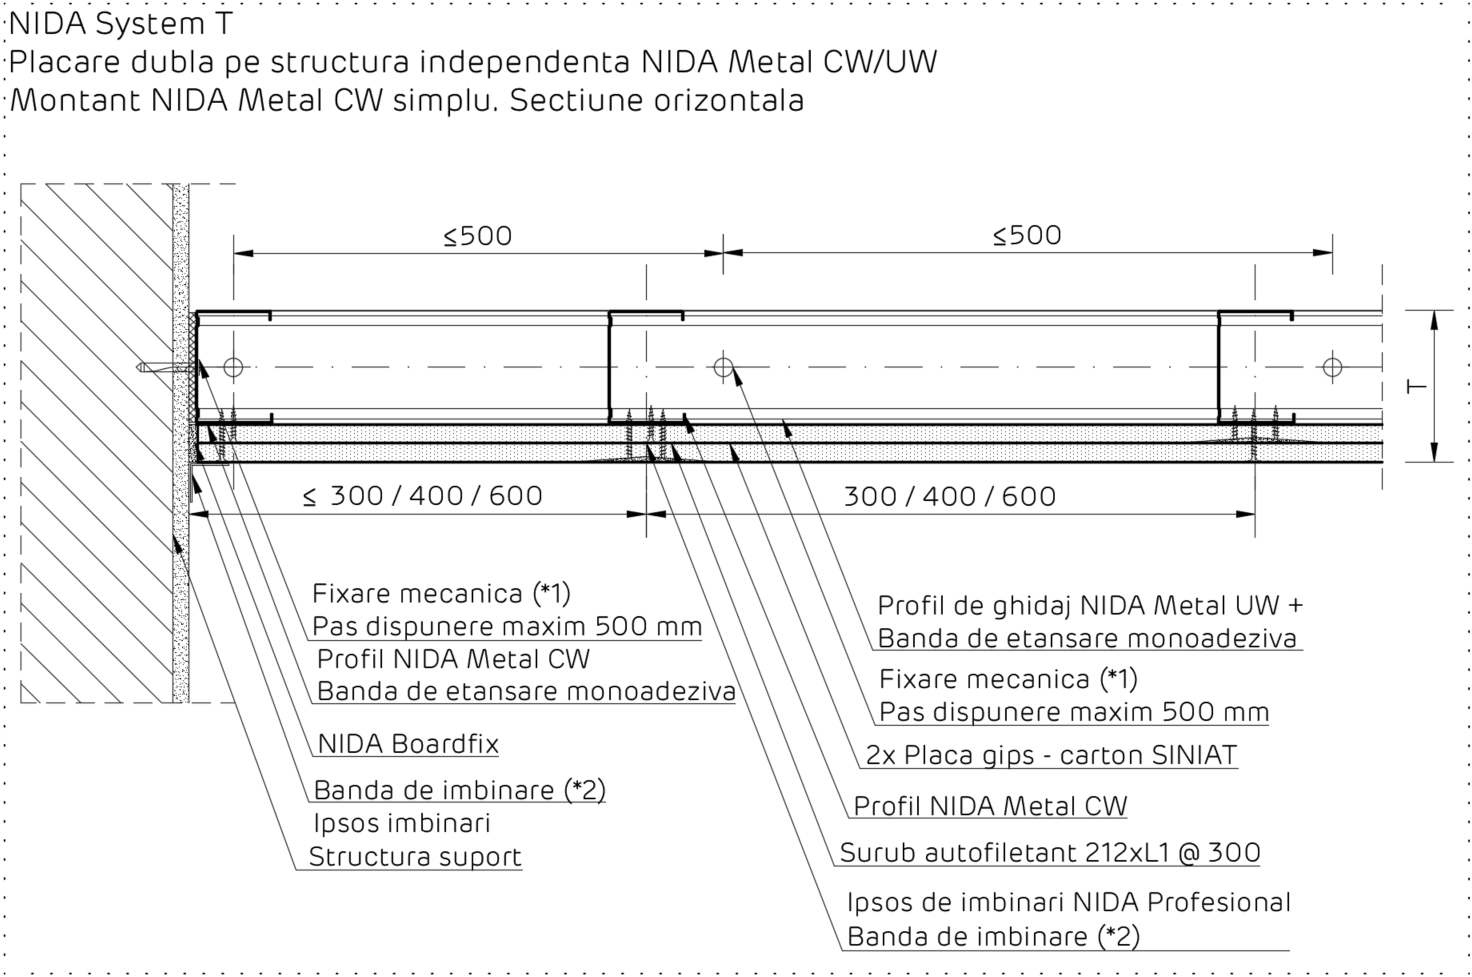 NIDA System T
Placare dubla pe structura independenta NIDA Metal CW/UW
Montant NIDA Metal CW simplu. Sectiune orizontala
≤500
≤500
T
≤ 300 / 400 / 600
300 / 400 / 600
Fixare mecanica (*1)
Pas dispunere maxim 500 mm
Profil NIDA Metal CW
Banda de etansare monoadeziva
NIDA Boardfix
Banda de imbinare (*2)
Ipsos imbinari
Structura suport
Profil de ghidaj NIDA Metal UW +
Banda de etansare monoadeziva
Fixare mecanica (*1)
Pas dispunere maxim 500 mm
2x Placa gips - carton SINIAT
Profil NIDA Metal CW
Surub autofiletant 212xL1 @ 300
Ipsos de imbinari NIDA Profesional
Banda de imbinare (*2)